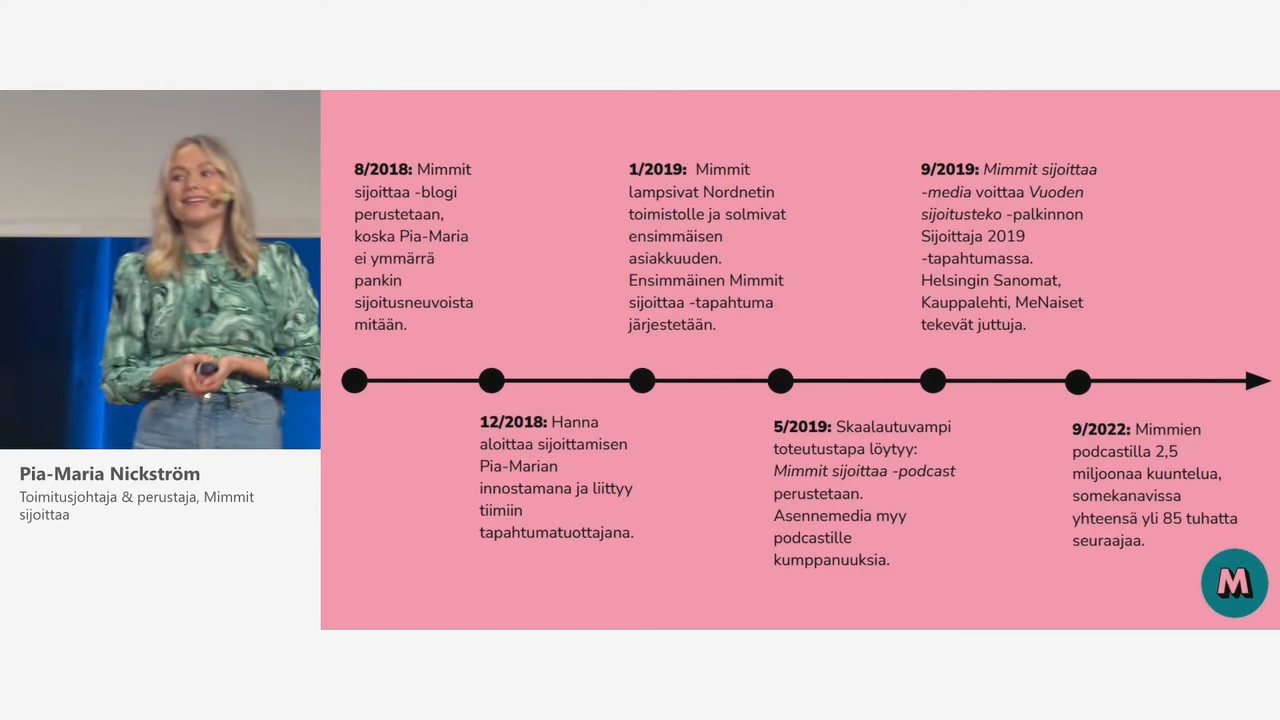 Pia-Maria Nickström
Toimitusjohtaja & perustaja, Mimmit
sijoittaa
8/2018: Mimmit
sijoittaa -blogi
perustetaan,
koska Pia-Maria
ei ymmärrä
pankin
sijoitusneuvoista
mitään.
12/2018: Hanna
aloittaa sijoittamisen
Pia-Marian
innostamana ja liittyy
tiimiin
tapahtumatuottajana.
1/2019: Mimmit
lampsivat Nordnetin
toimistolle ja solmivat
ensimmäisen
asiakkuuden.
Ensimmäinen Mimmit
sijoittaa -tapahtuma
järjestetään.
5/2019: Skaalautuvampi
toteutustapa löytyy:
Mimmit sijoittaa -podcast
perustetaan.
Asennemedia myy
podcastille
kumppanuuksia.
9/2019: Mimmit sijoittaa
-media voittaa Vuoden
sijoitusteko -palkinnon
Sijoittaja 2019
-tapahtumassa.
Helsingin Sanomat,
Kauppalehti, MeNaiset
tekevät juttuja.
9/2022: Mimmien
podcastilla 2,5
miljoonaa kuuntelua,
somekanavissa
yhteensä yli 85 tuhatta
seuraajaa.
M